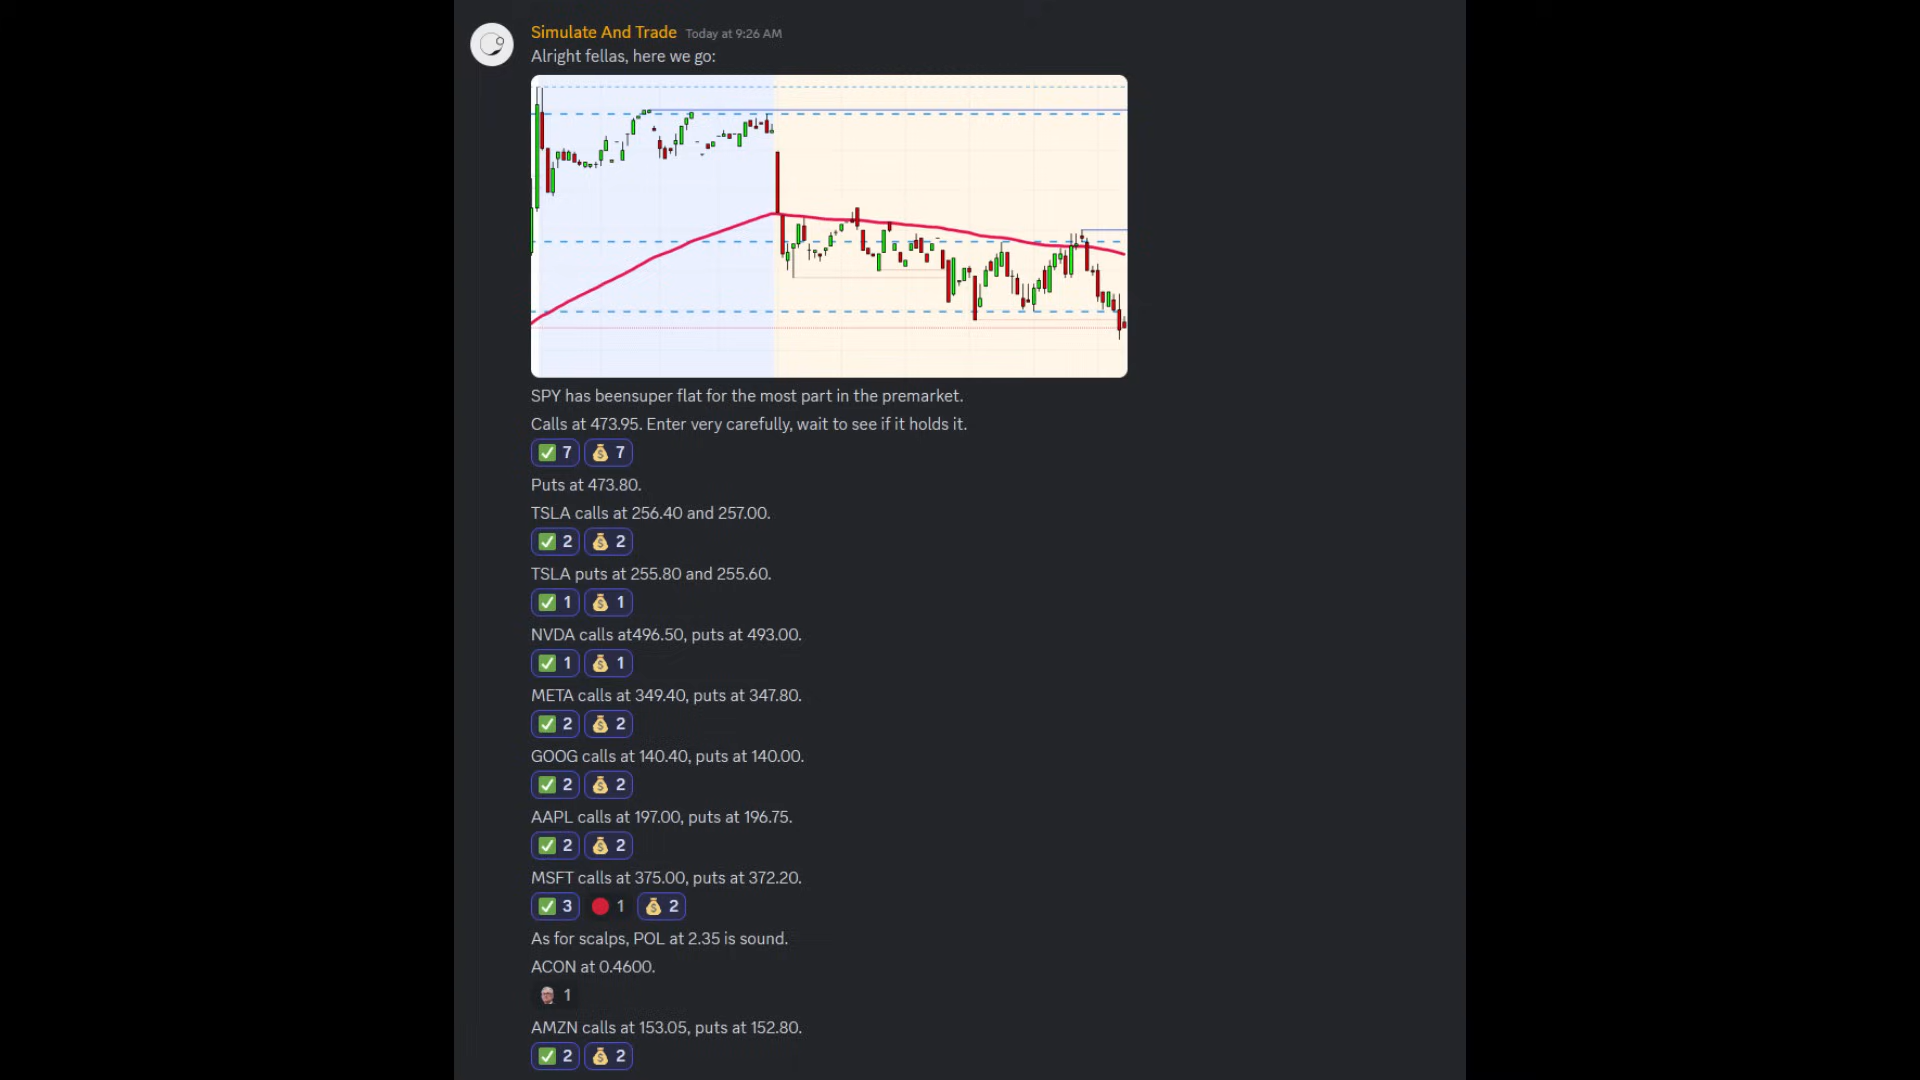 Simulate And Trade Today at 9:26 AM
Alright fellas, here we go:
SPY has beensuper flat for the most part in the premarket.
Calls at 473.95. Enter very carefully, wait to see if it holds it.
7 7
Puts at 473.80.
TSLA calls at 256.40 and 257.00.
2 2
TSLA puts at 255.80 and 255.60.
1 1
NVDA calls at496.50, puts at 493.00.
1 1
META calls at 349.40, puts at 347.80.
2 2
GOOG calls at 140.40, puts at 140.00.
2 2
AAPL calls at 197.00, puts at 196.75.
2 2
MSFT calls at 375.00, puts at 372.20.
3 1 2
As for scalps, POL at 2.35 is sound.
ACON at 0.4600.
1
AMZN calls at 153.05, puts at 152.80.
2 2